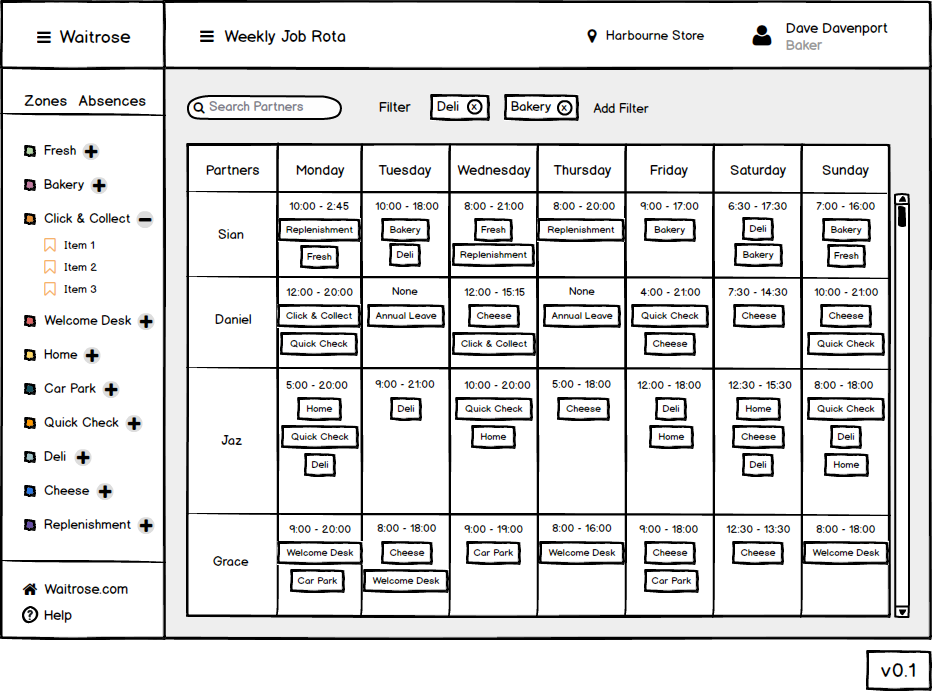 Waitrose
Weekly Job Rota
Harbourne Store
Dave Davenport
Baker
Zones Absences
Fresh
Bakery
Click & Collect
Item 1
Item 2
Item 3
Welcome Desk
Home
Car Park
Quick Check
Deli
Cheese
Replenishment
Waitrose.com
? Help
Search Partners
Filter
Deli x
Bakery x
Add Filter
Partners Monday Tuesday Wednesday Thursday Friday Saturday Sunday
Sian
10:00 - 2:45
Replenishment
Fresh
10:00 - 18:00
Bakery
Deli
8:00 - 21:00
Fresh
Replenishment
8:00 - 20:00
Replenishment
9:00 - 17:00
Bakery
6:30 - 17:30
Deli
Bakery
7:00 - 16:00
Bakery
Fresh
Daniel
12:00 - 20:00
Click & Collect
Quick Check
None
Annual Leave
12:00 - 15:15
Cheese
Click & Collect
None
Annual Leave
4:00 - 21:00
Quick Check
Cheese
7:30 - 14:30
Cheese
10:00 - 21:00
Cheese
Quick Check
Jaz
5:00 - 20:00
Home
Quick Check
Deli
9:00 - 21:00
Deli
10:00 - 20:00
Quick Check
Home
5:00 - 18:00
Cheese
12:00 - 18:00
Deli
Home
12:30 - 15:30
Home
Cheese
Deli
8:00 - 18:00
Quick Check
Deli
Home
Grace
9:00 - 20:00
Welcome Desk
Car Park
8:00 - 18:00
Cheese
Welcome Desk
9:00 - 19:00
Car Park
8:00 - 16:00
Welcome Desk
9:00 - 18:00
Cheese
Car Park
12:30 - 13:30
Cheese
8:00 - 18:00
Welcome Desk
v0.1